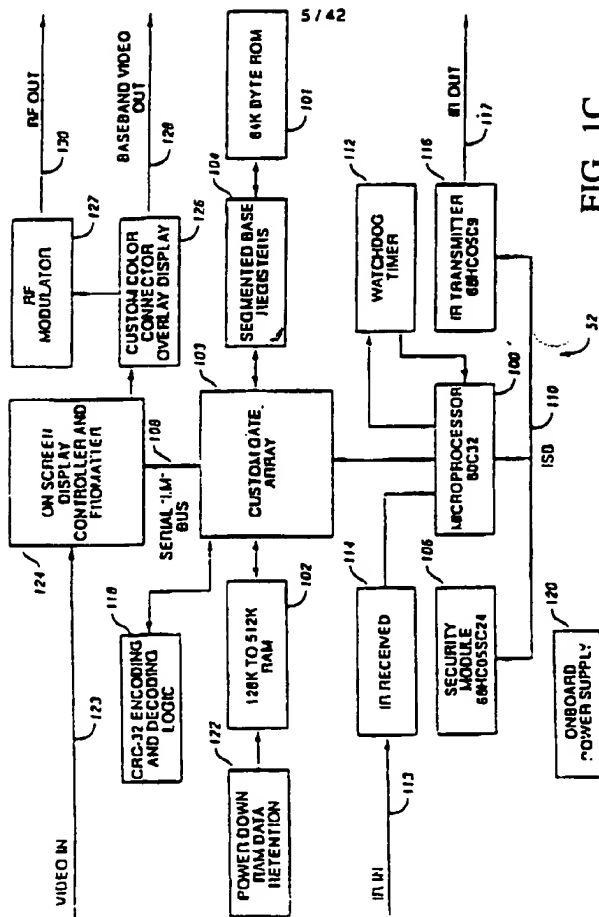 5 / 42
VIDEO IN
123
124
ON SCREEN
DISPLAY
CONTROLLER AND
FROMATTER
RF
MODULATOR
127
RF OUT
130
CUSTOM COLOR
CONNECTOR
OVERLAY DISPLAY
126
BASEBAND VIDEO
OUT
128
118
CRC-32 ENCODING
AND DECODING
LOGIC
SERIAL "I.M"
BUS
108
122
POWER DOWN
RAM DATA
RETENTION
128K TO 512K
RAM
102
CUSTOM GATE
ARRAY
103
SEGMENTED BASE
REGISTERS
104
64K BYTE ROM
101
IR IN
113
IR RECEIVED
114
WATCHDOG
TIMER
112
SECURITY
MODULE
68HC05SC24
106
MICROPROCESSOR
80C32
100
IR TRANSMITTER
68HC05C9
116
IR OUT
117
110
52
ONBOARD
POWER SUPPLY
120
FIG. 1C